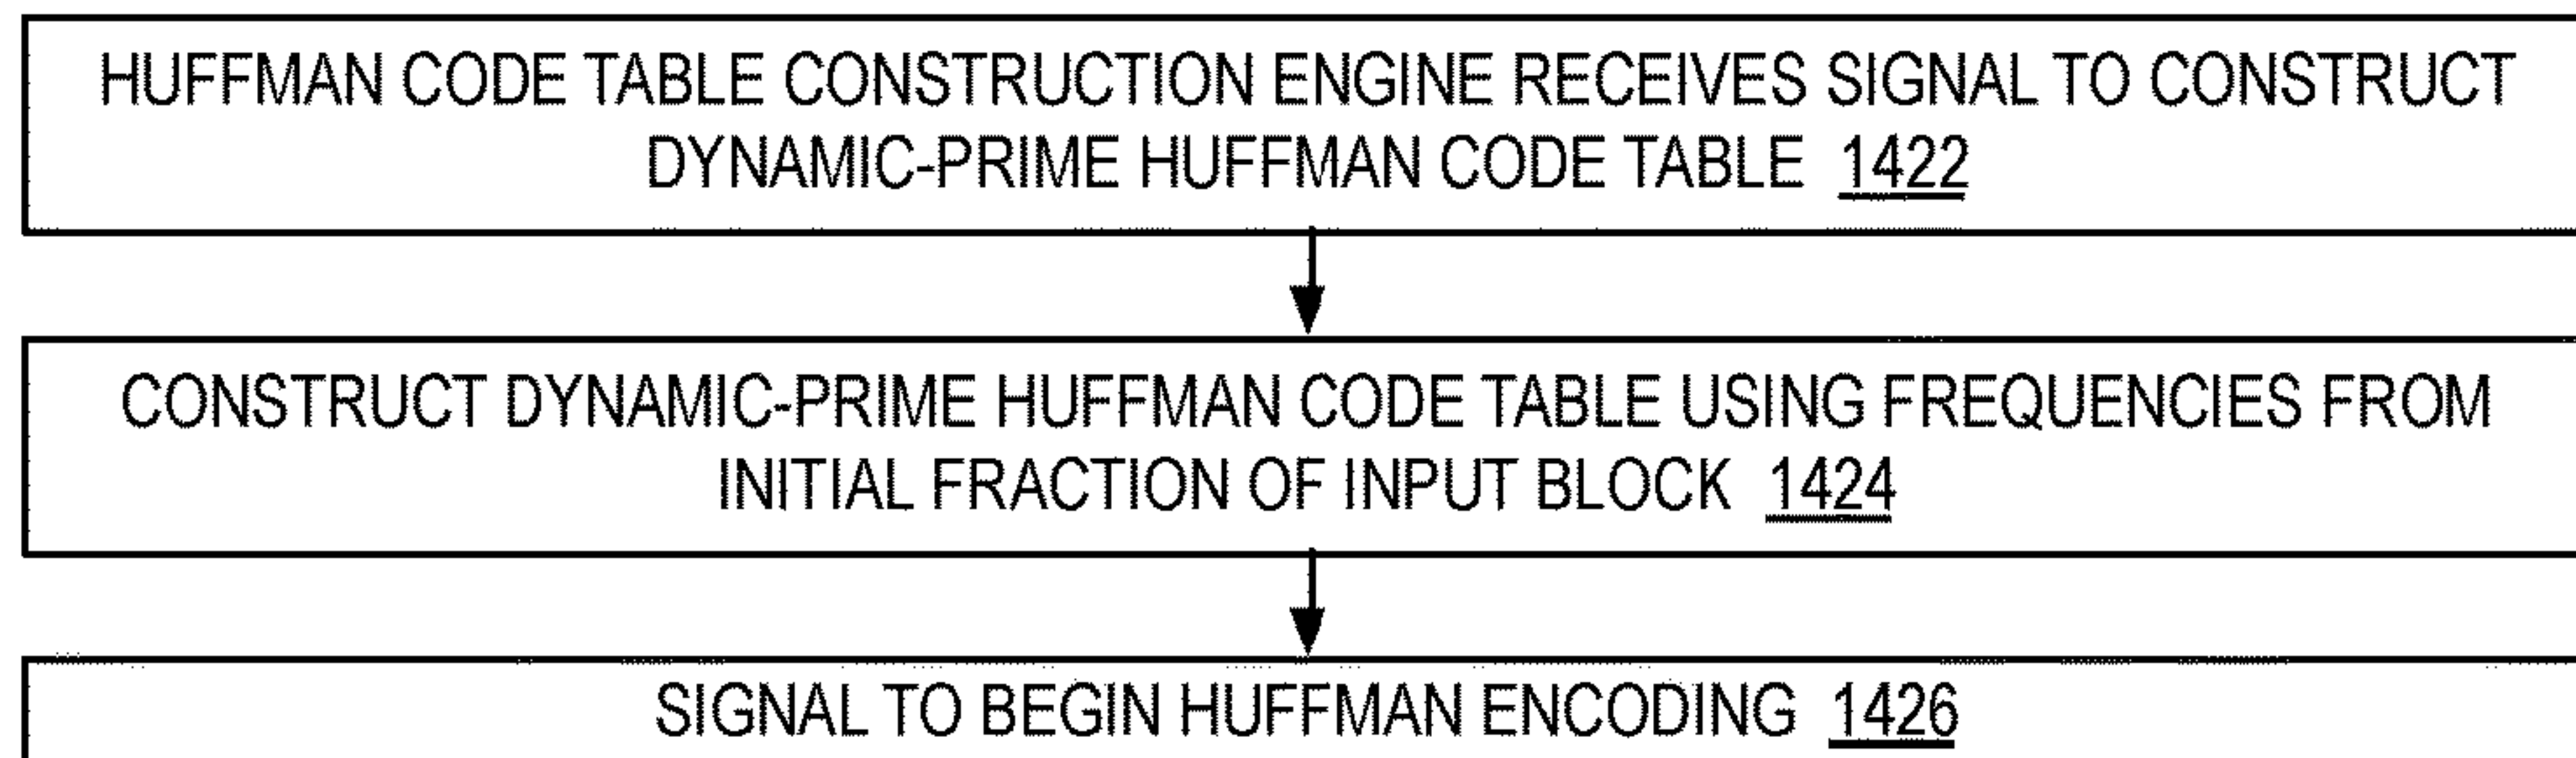 HUFFMAN CODE TABLE CONSTRUCTION ENGINE RECEIVES SIGNAL TO CONSTRUCT
DYNAMIC-PRIME HUFFMAN CODE TABLE 1422
CONSTRUCT DYNAMIC-PRIME HUFFMAN CODE TABLE USING FREQUENCIES FROM
INITIAL FRACTION OF INPUT BLOCK 1424
SIGNAL TO BEGIN HUFFMAN ENCODING 1426